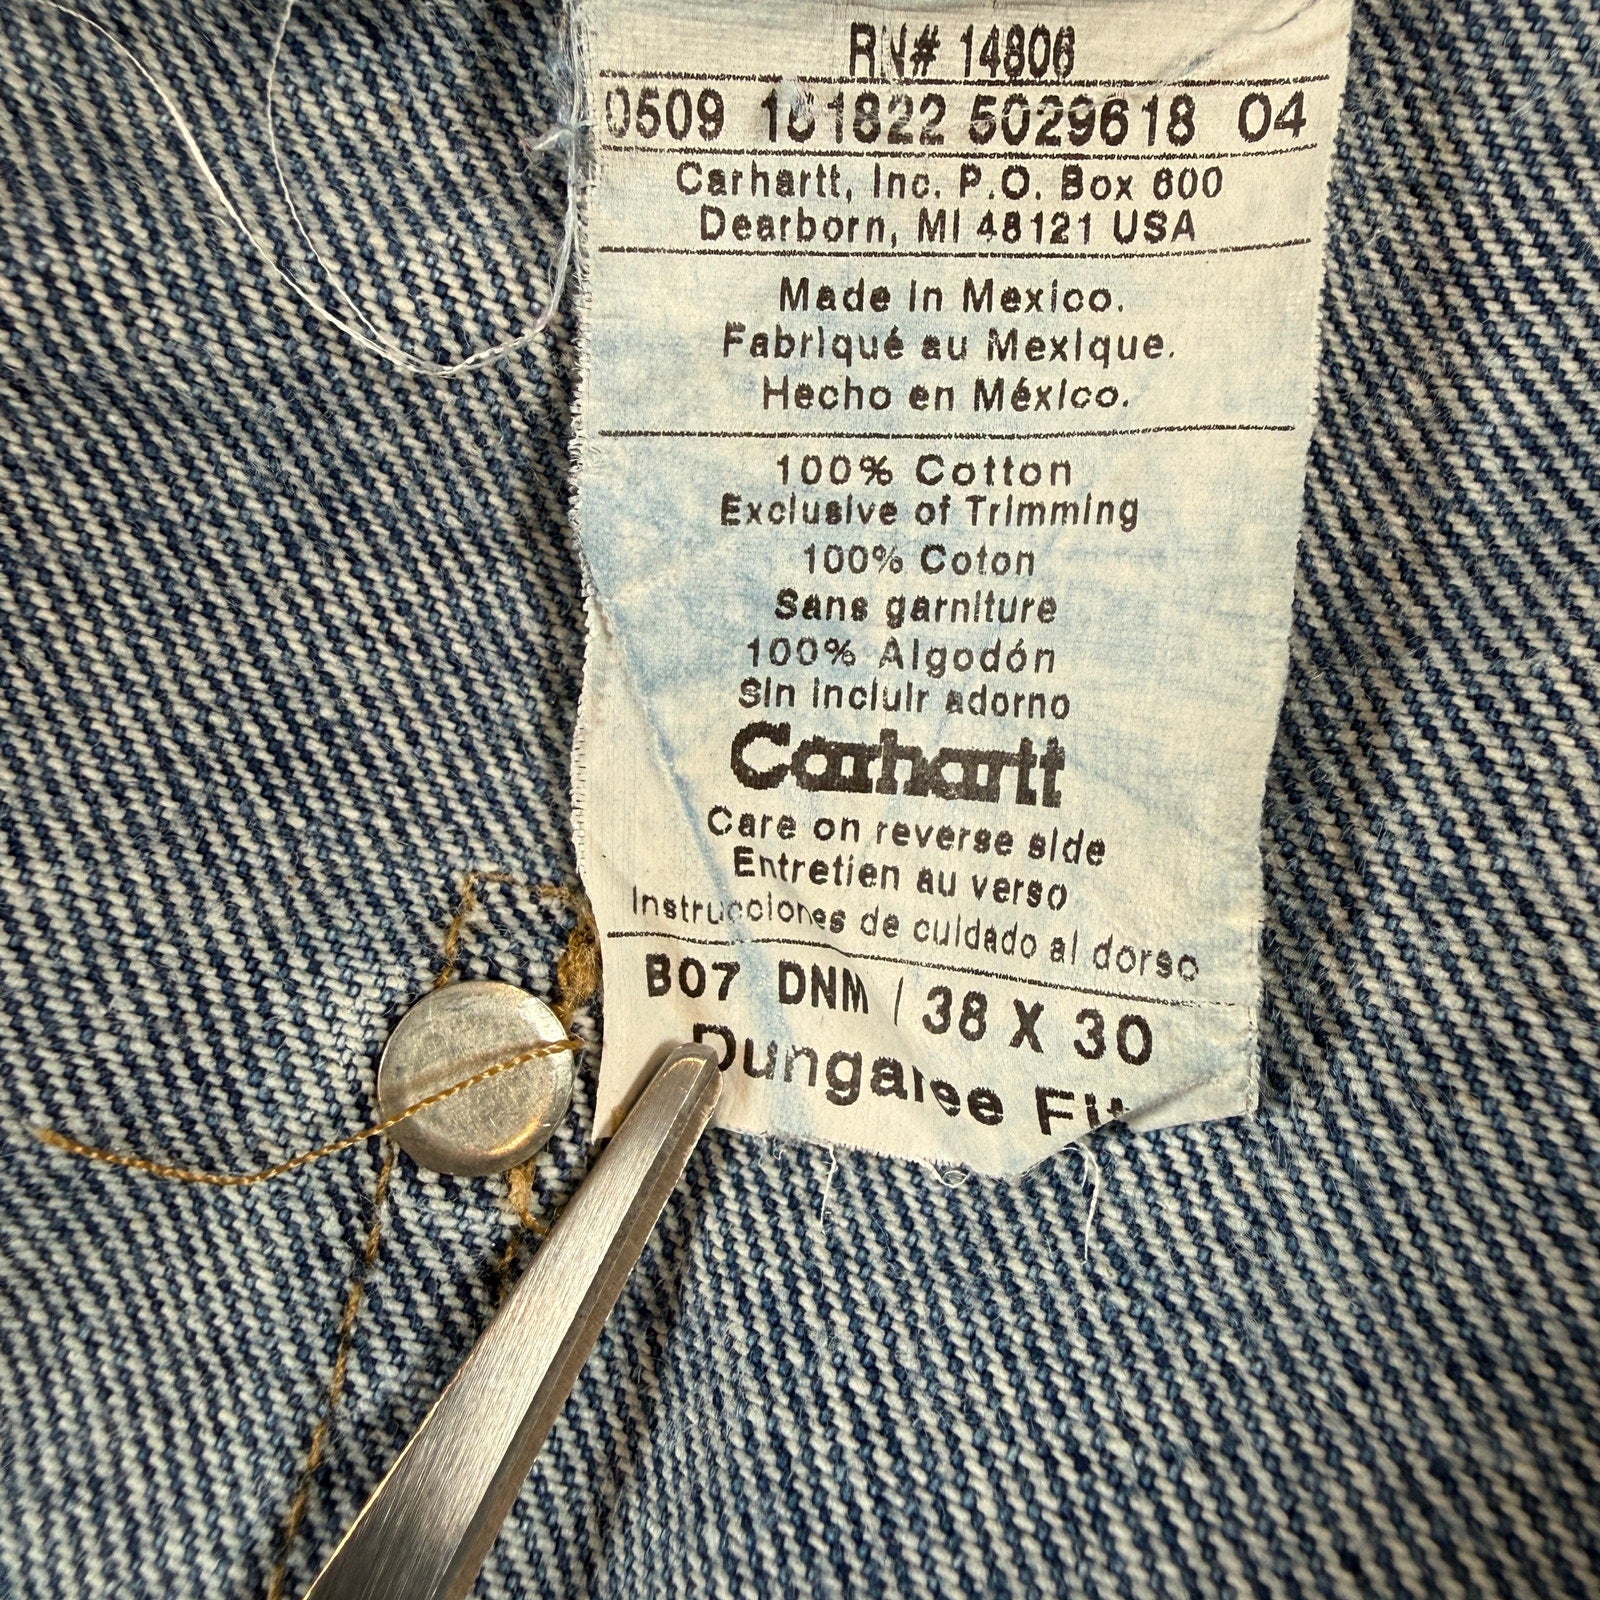 RN# 14806
0509 161822 5029618 04
Carhartt, Inc. P.O. Box 600
Dearborn, MI 48121 USA
Made in Mexico.
Fabriqué au Mexique.
Hecho en México.
100% Cotton
Exclusive of Trimming
100% Coton
Sans garniture
100% Algodón
Sin incluir adorno
Carhartt
Care on reverse side
Entretien au verso
Instrucciones de cuidado al dorso
B07 DNM / 38 X 30
Dungaree Fit